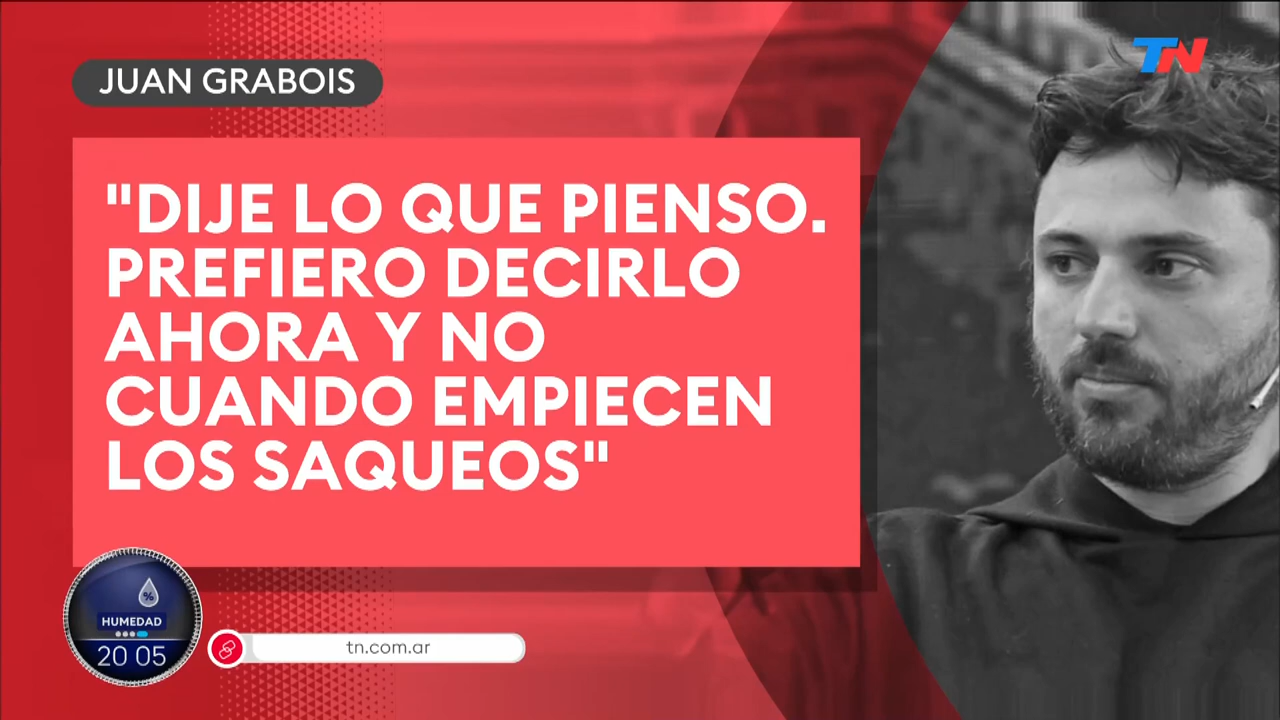 TN
JUAN GRABOIS
"DIJE LO QUE PIENSO.
PREFIERO DECIRLO
AHORA Y NO
CUANDO EMPIECEN
LOS SAQUEOS"
%
HUMEDAD
20 05
tn.com.ar